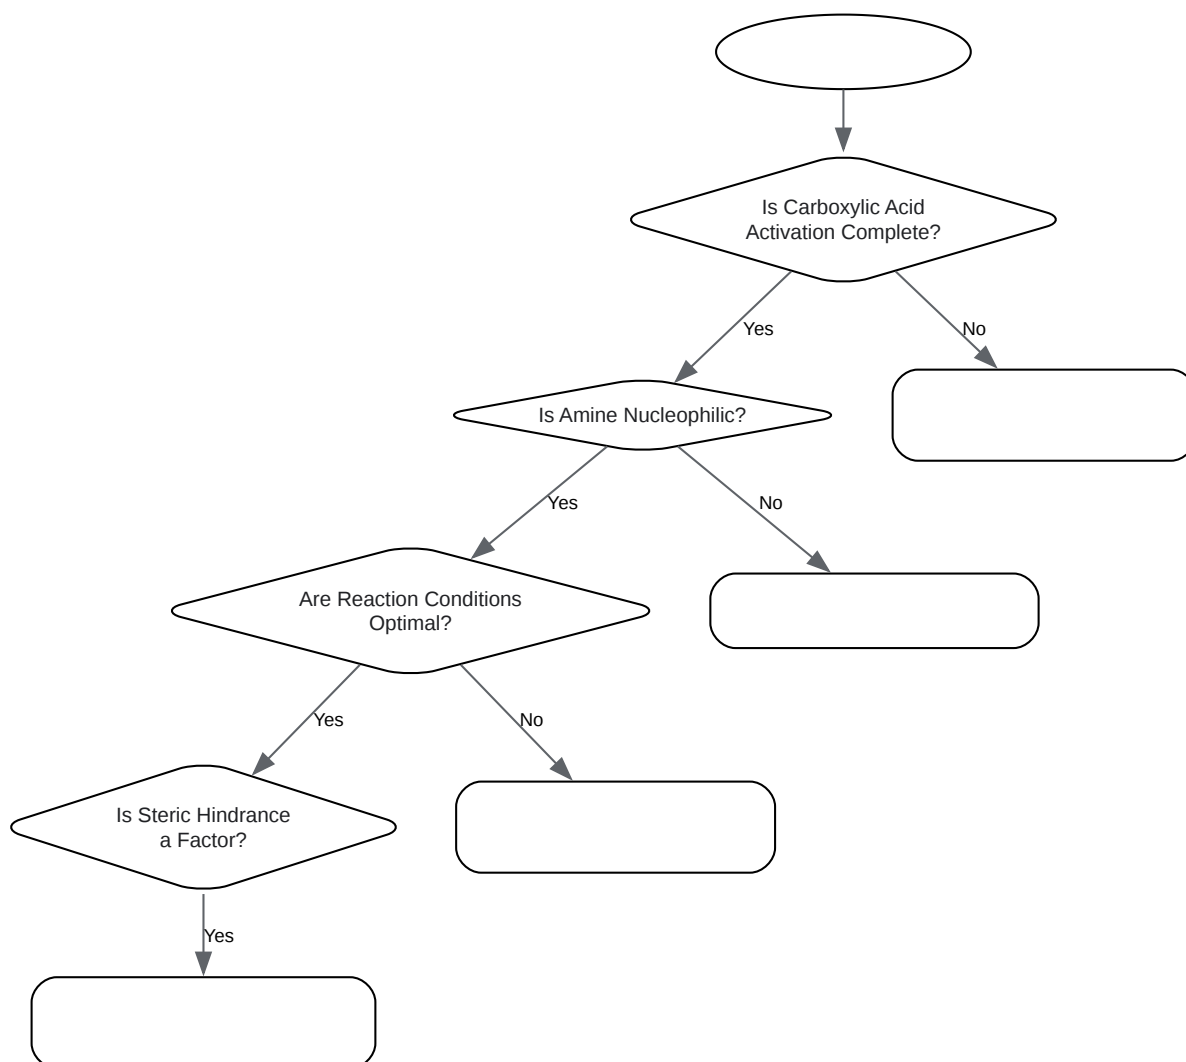 Is Carboxylic Acid
Activation Complete?
Yes
No
Is Amine Nucleophilic?
Yes
No
Are Reaction Conditions
Optimal?
Yes
No
Is Steric Hindrance
a Factor?
Yes